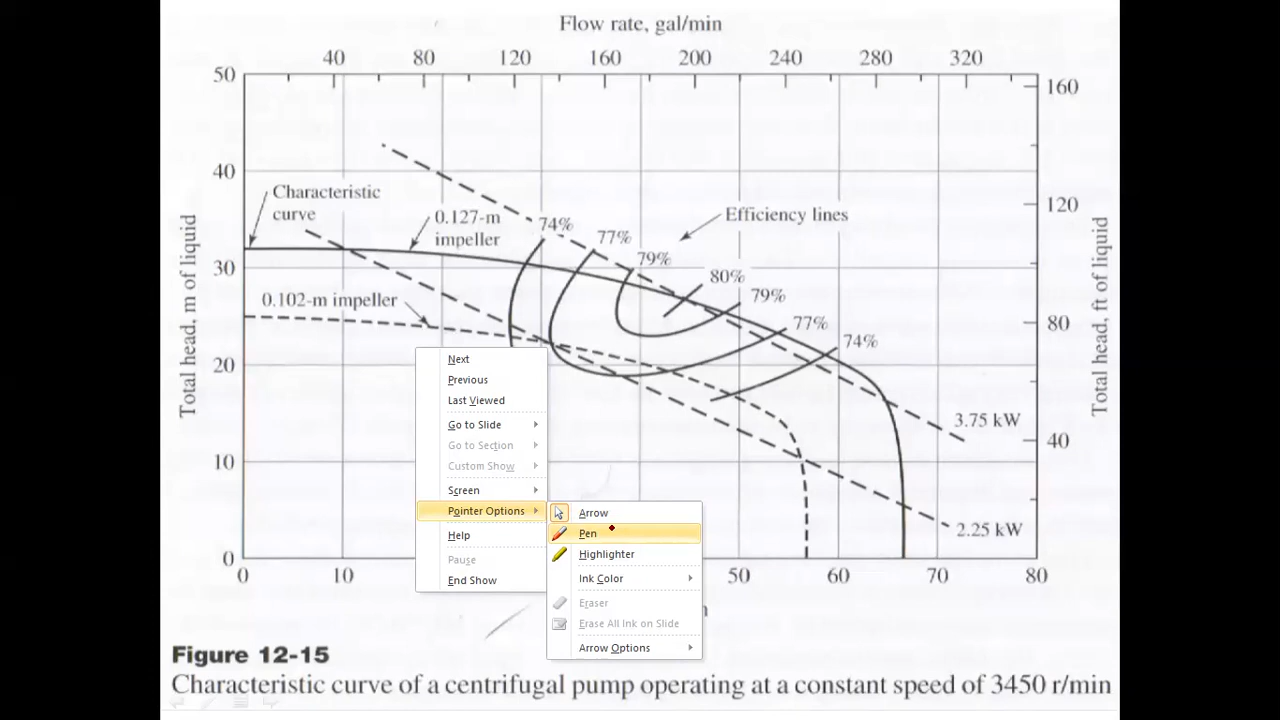 Flow rate, gal/min
40 80 120 160 200 240 280 320
50
160
40
Characteristic
curve
0.127-m
impeller
Efficiency lines
120
74%
77%
79%
80%
79%
77%
74%
30
0.102-m impeller
80
Total head, m of liquid
Total head, ft of liquid
20
Next
Previous
Last Viewed
Go to Slide
Go to Section
Custom Show
Screen
Pointer Options
Help
Pause
End Show
Arrow
Pen
Highlighter
Ink Color
Eraser
Erase All Ink on Slide
Arrow Options
3.75 kW
40
10
2.25 kW
0
0 10 50 60 70 80
Figure 12-15
Characteristic curve of a centrifugal pump operating at a constant speed of 3450 r/min